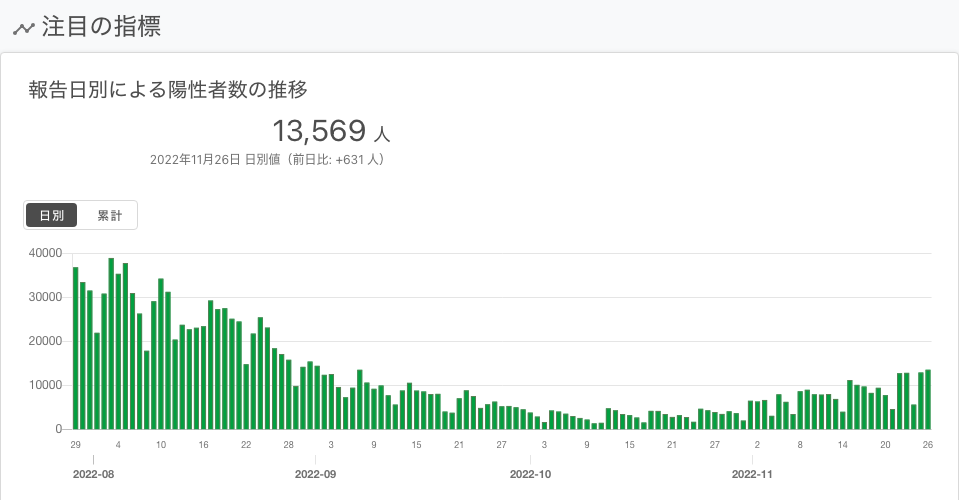 注目の指標
報告日別による陽性者数の推移
13,569 人
2022年11月26日 日別値（前日比: +631 人）
日別 累計
40000
30000
20000
10000
0
29 4 10 16 22 28 3 9 15 21 27 3 9 15 21 27 2 8 14 20 26
2022-08 2022-09 2022-10 2022-11